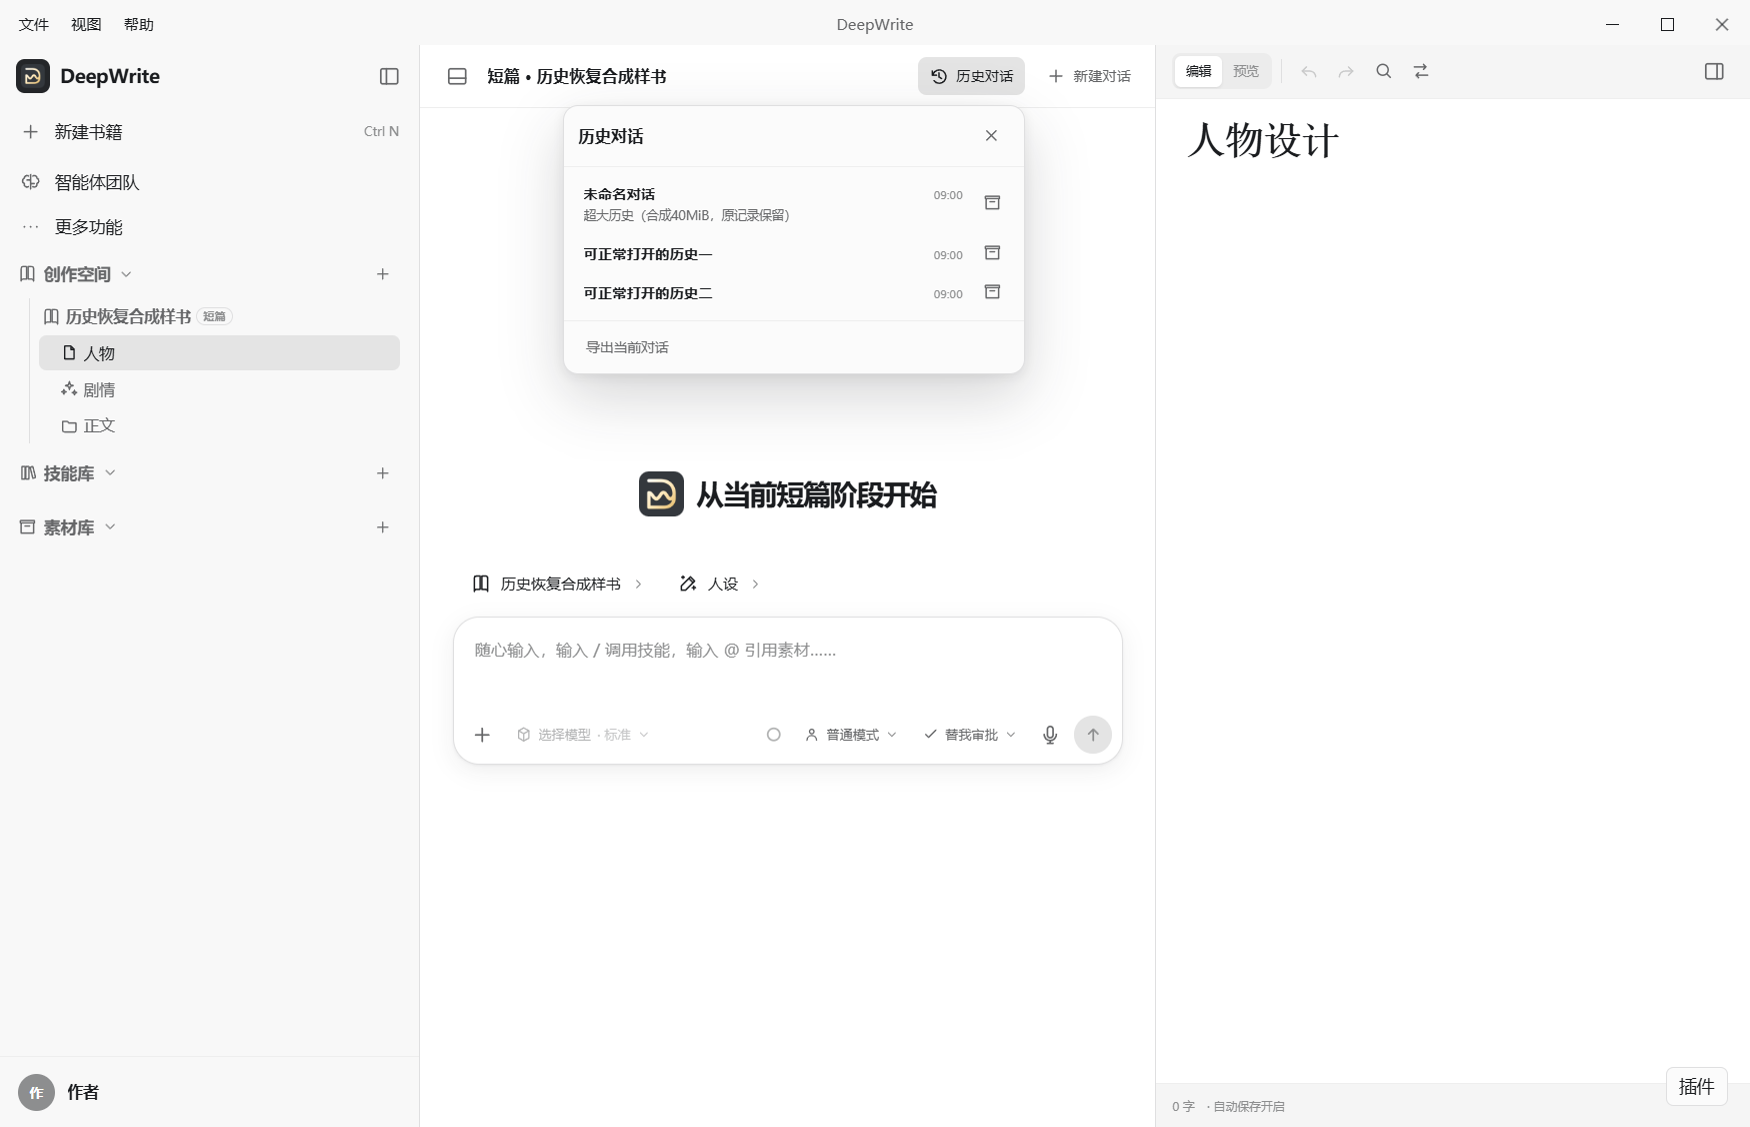 文件 视图 帮助
DeepWrite
DeepWrite
新建书籍 Ctrl N
智能体团队
更多功能
创作空间
历史恢复合成样书 短篇
人物
剧情
正文
技能库
素材库
作 作者
短篇 • 历史恢复合成样书
历史对话
新建对话
历史对话
未命名对话 09:00
超大历史（合成40MiB，原记录保留）
可正常打开的历史一 09:00
可正常打开的历史二 09:00
导出当前对话
从当前短篇阶段开始
历史恢复合成样书
人设
随心输入，输入 / 调用技能，输入 @ 引用素材......
选择模型 · 标准
普通模式
替我审批
编辑 预览
人物设计
0 字 · 自动保存开启
插件